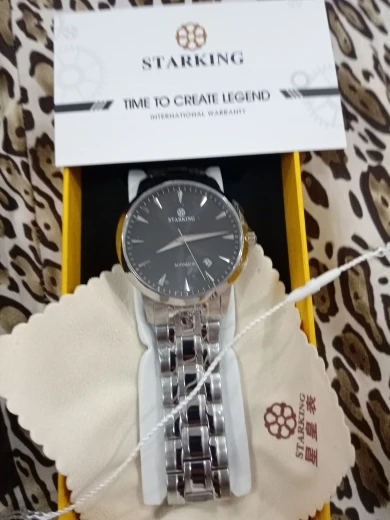 STARKING
TIME TO CREATE LEGEND
INTERNATIONAL WARRANTY
STARKING
AUTOMATIC
STARKING
星皇表